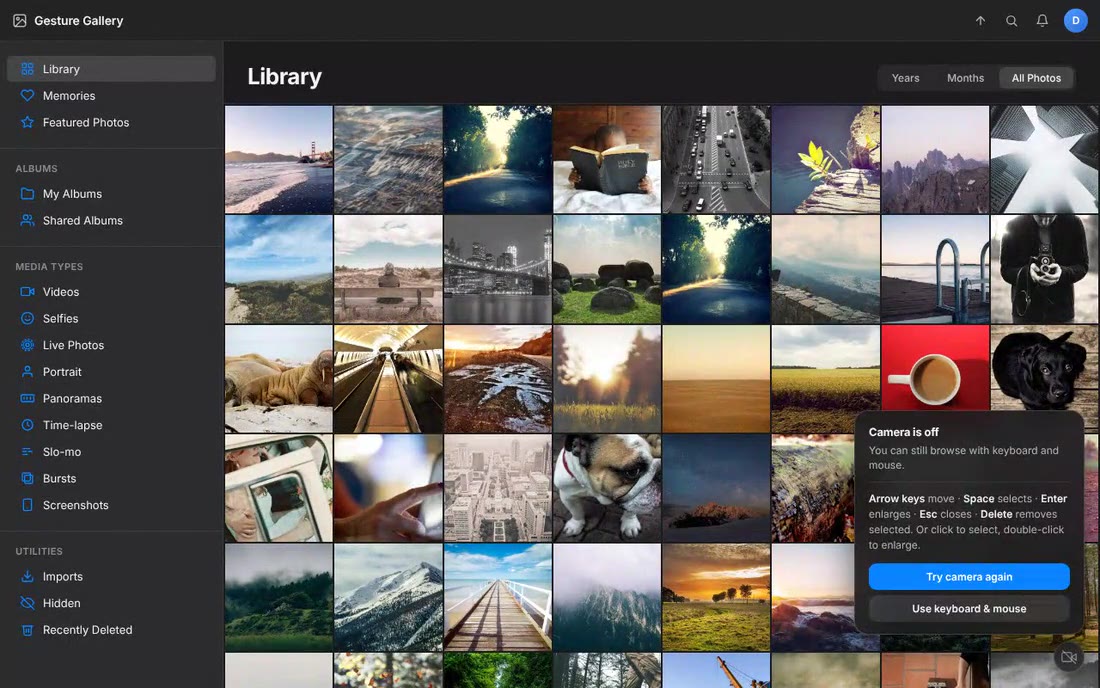 Gesture Gallery
D
Library
Memories
Featured Photos
ALBUMS
My Albums
Shared Albums
MEDIA TYPES
Videos
Selfies
Live Photos
Portrait
Panoramas
Time-lapse
Slo-mo
Bursts
Screenshots
UTILITIES
Imports
Hidden
Recently Deleted
Library
Years
Months
All Photos
Camera is off
You can still browse with keyboard and
mouse.
Arrow keys move · Space selects · Enter
enlarges · Esc closes · Delete removes
selected. Or click to select, double-click
to enlarge.
Try camera again
Use keyboard & mouse